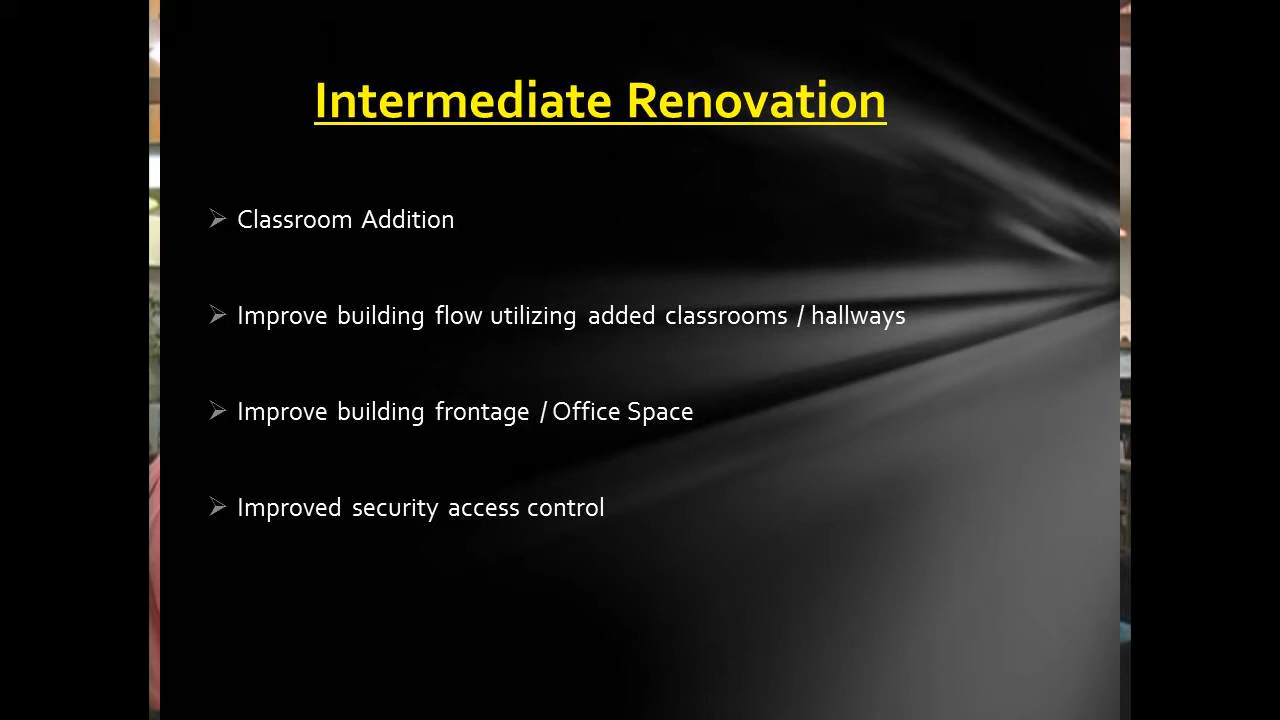 Intermediate Renovation
Classroom Addition
Improve building flow utilizing added classrooms / hallways
Improve building frontage / Office Space
Improved security access control